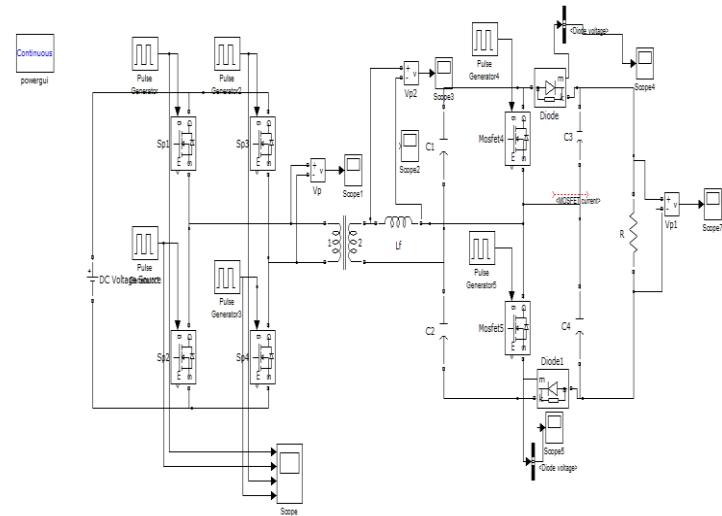 Continuous
powergui
Pulse
Generator
Pulse
Generator2
Pulse
Generator4
<Diode voltage>
Scope4
Vp2
Scope3
m
k
Diode
Sp1
Sp3
Scope2
C1
Mosfet4
C3
Vp
Scope1
<MOSFET current>
Vp1
Scope7
1
2
Lf
R
Pulse
Pulse
Generator3
Pulse
Generator5
DC Voltage Source
Sp2
Sp4
C2
Mosfet5
C4
Diode1
m
k
Scope5
<Diode voltage>
Scope